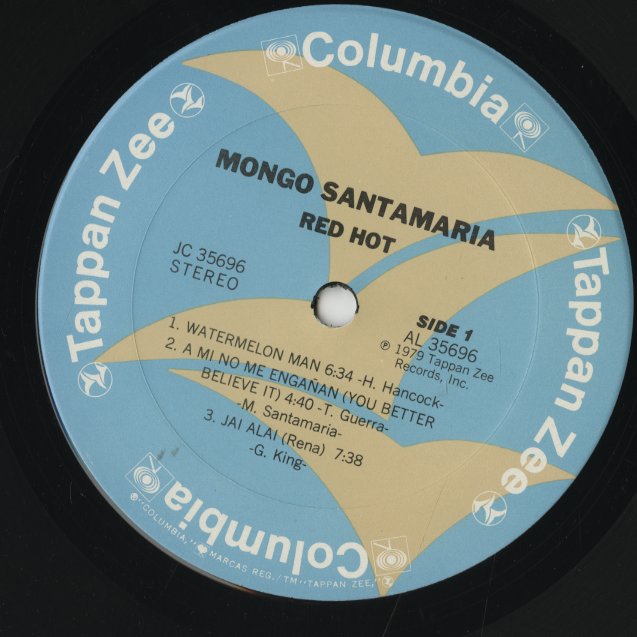 Columbia
Tappan Zee
Tappan Zee
Columbia
MONGO SANTAMARIA
RED HOT
JC 35696
STEREO
SIDE 1
AL 35696
℗ 1979 Tappan Zee
Records, Inc.
1. WATERMELON MAN 6:34 -H. Hancock-
2. A MI NO ME ENGAÑAN (YOU BETTER
BELIEVE IT) 4:40 -T. Guerra-
-M. Santamaria-
3. JAI ALAI (Rena) 7:38
-G. King-
®"COLUMBIA," MARCAS REG./TM "TAPPAN ZEE,"